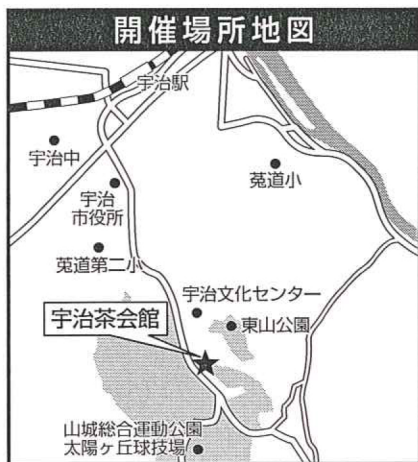 開催場所地図
宇治駅
宇治中
宇治
市役所
菟道小
菟道第二小
宇治文化センター
東山公園
宇治茶会館
山城総合運動公園
太陽ヶ丘球技場